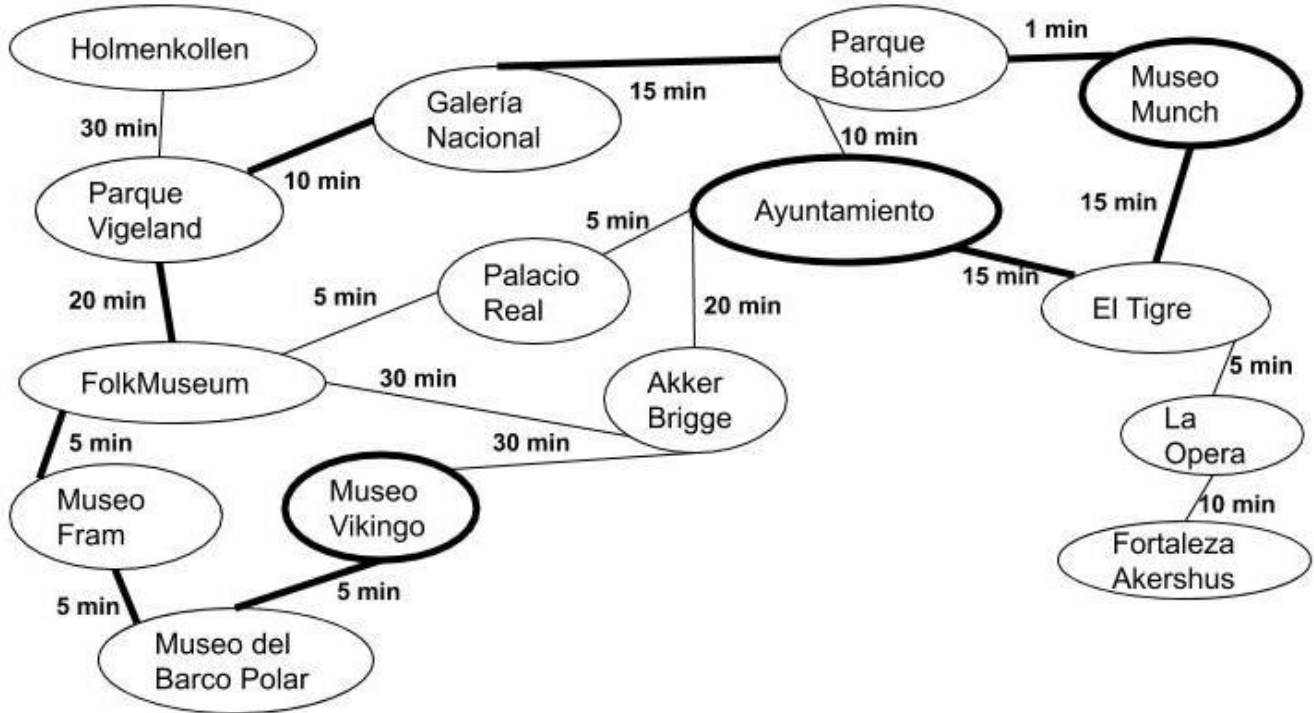 Holmenkollen
30 min
Parque
Vigeland
10 min
Galería
Nacional
15 min
Parque
Botánico
1 min
Museo
Munch
10 min
15 min
Ayuntamiento
15 min
El Tigre
5 min
La
Opera
10 min
Fortaleza
Akershus
5 min
Palacio
Real
5 min
20 min
20 min
FolkMuseum
30 min
Akker
Brigge
30 min
5 min
Museo
Fram
Museo
Vikingo
5 min
5 min
Museo del
Barco Polar